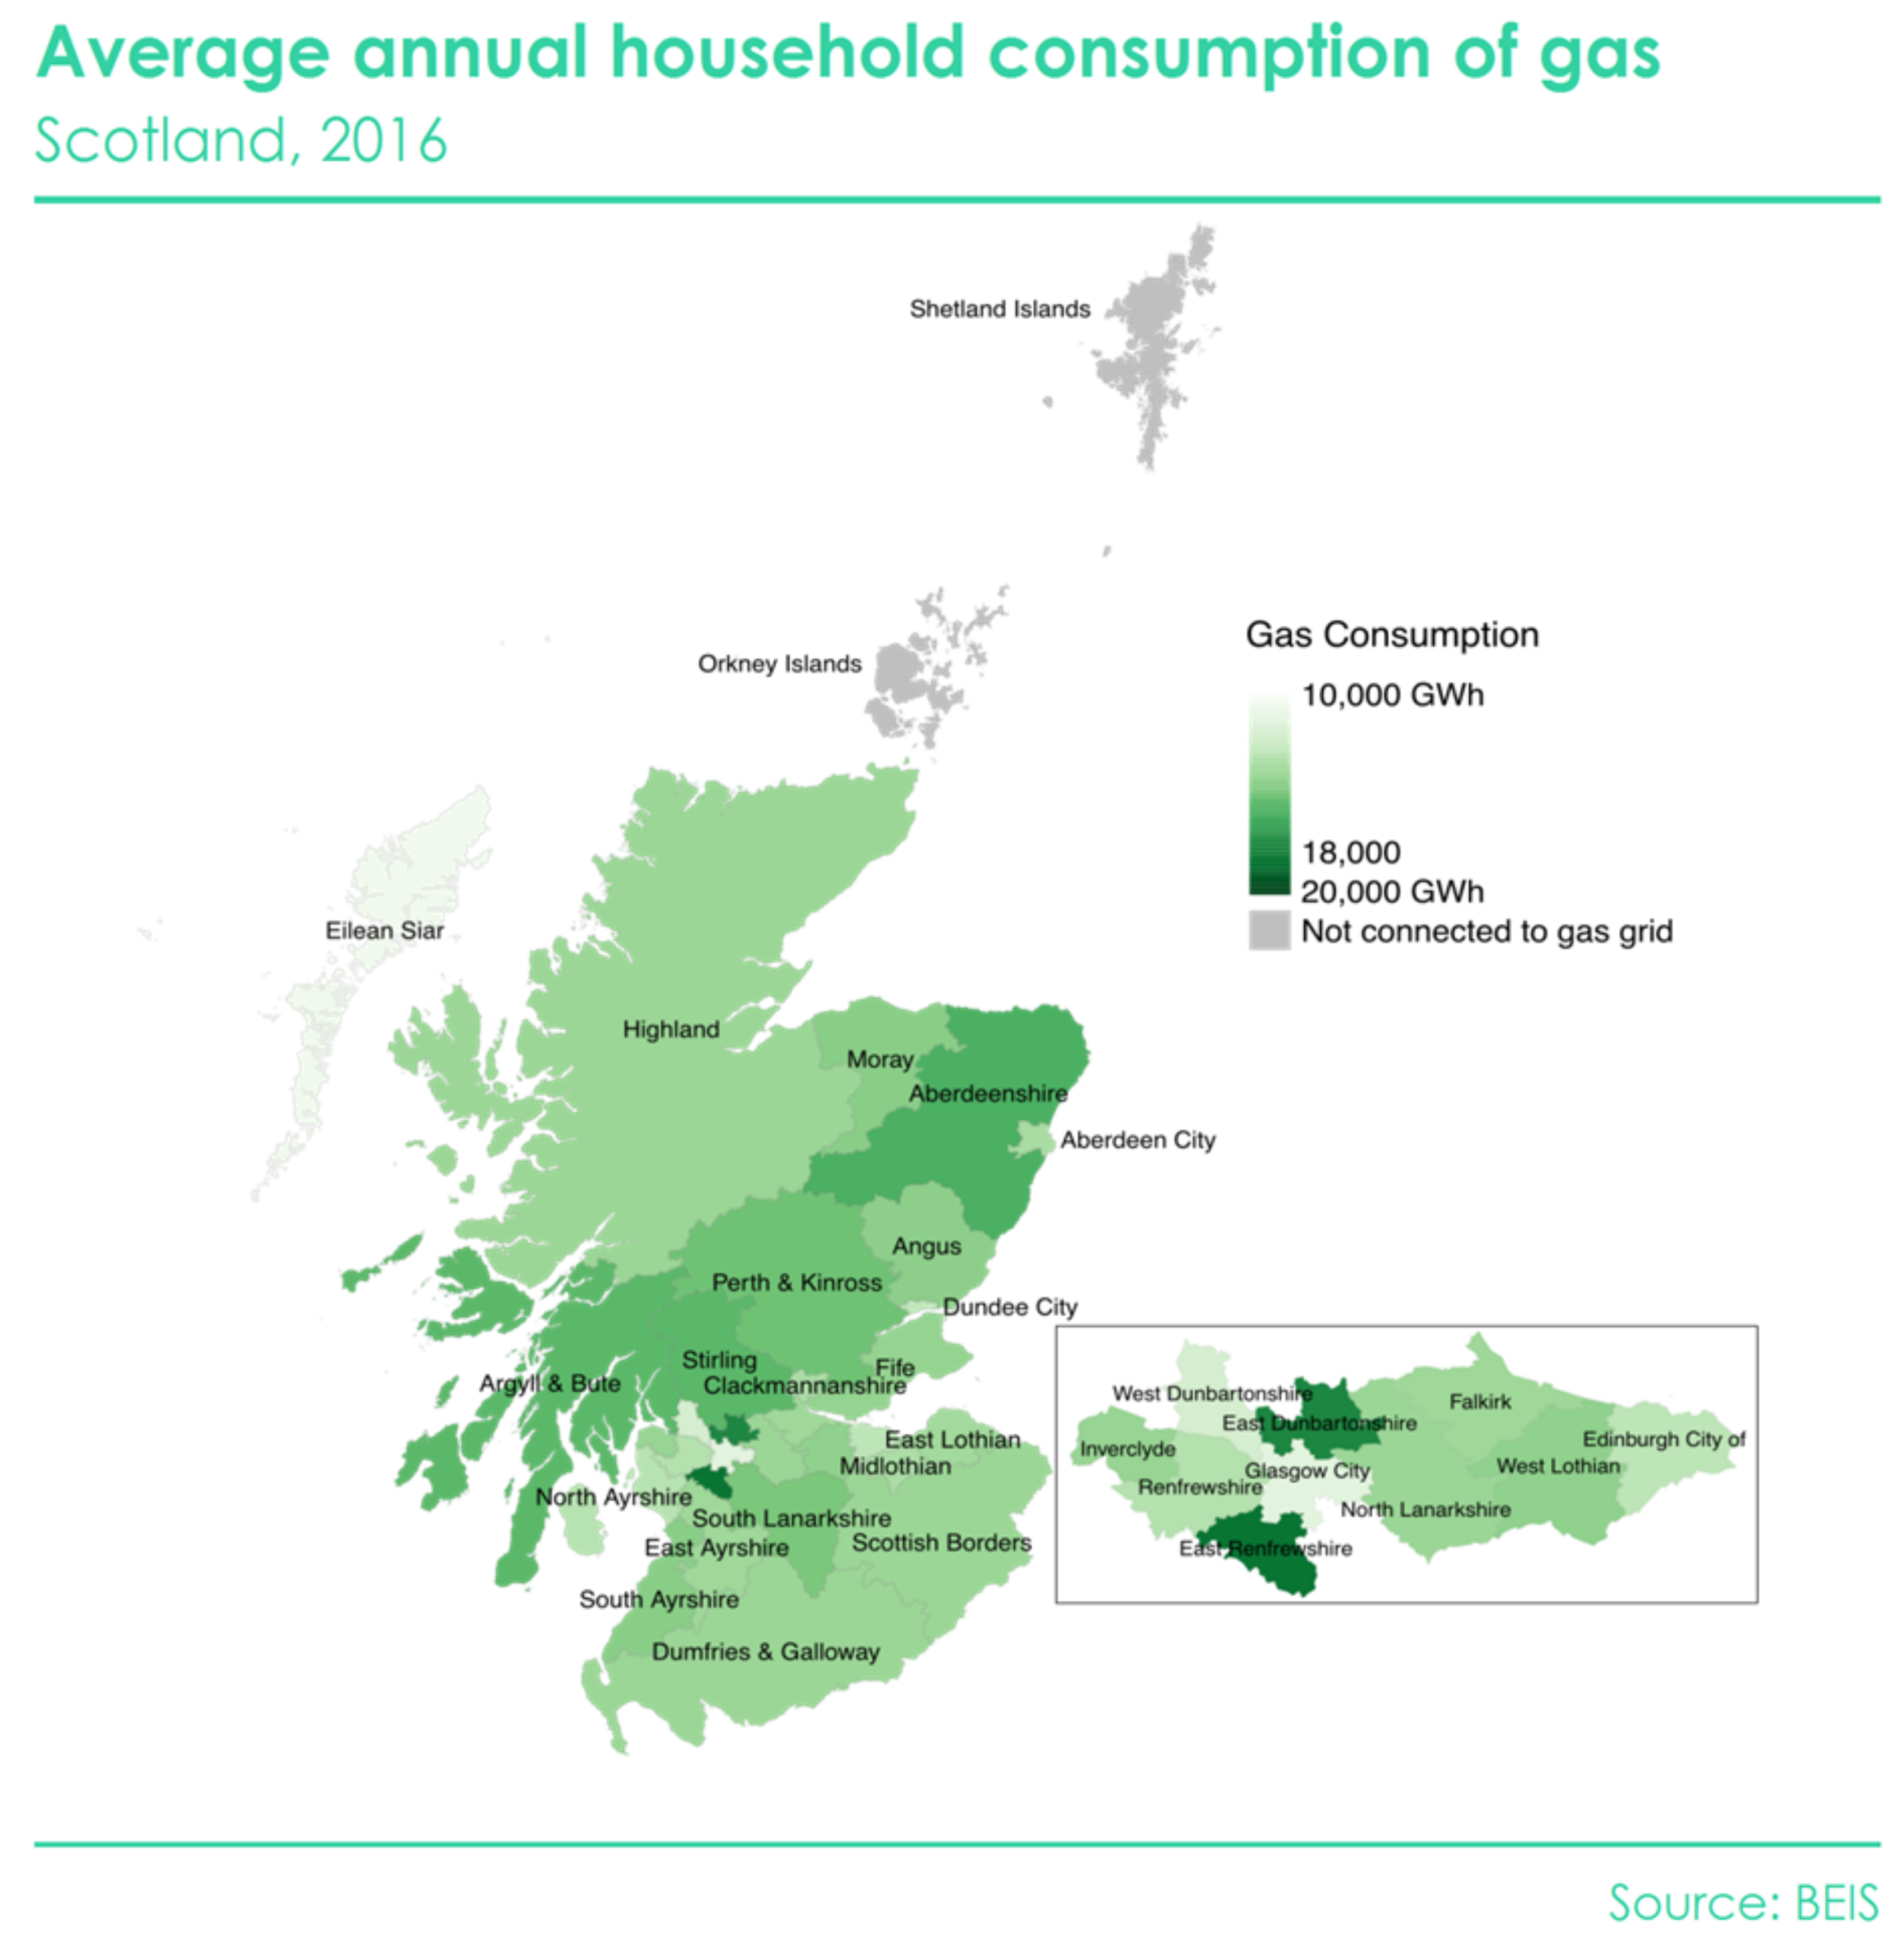 Average annual household consumption of gas
Scotland, 2016
Shetland Islands
Orkney Islands
Gas Consumption
10,000 GWh
18,000
20,000 GWh
Not connected to gas grid
Eilean Siar
Highland
Moray
Aberdeenshire
Aberdeen City
Angus
Perth & Kinross
Dundee City
Stirling
Fife
Clackmannanshire
Argyll & Bute
East Lothian
Midlothian
North Ayrshire
South Lanarkshire
East Ayrshire
Scottish Borders
South Ayrshire
Dumfries & Galloway
West Dunbartonshire
East Dunbartonshire
Falkirk
Inverclyde
Edinburgh City of
Glasgow City
West Lothian
Renfrewshire
North Lanarkshire
East Renfrewshire
Source: BEIS